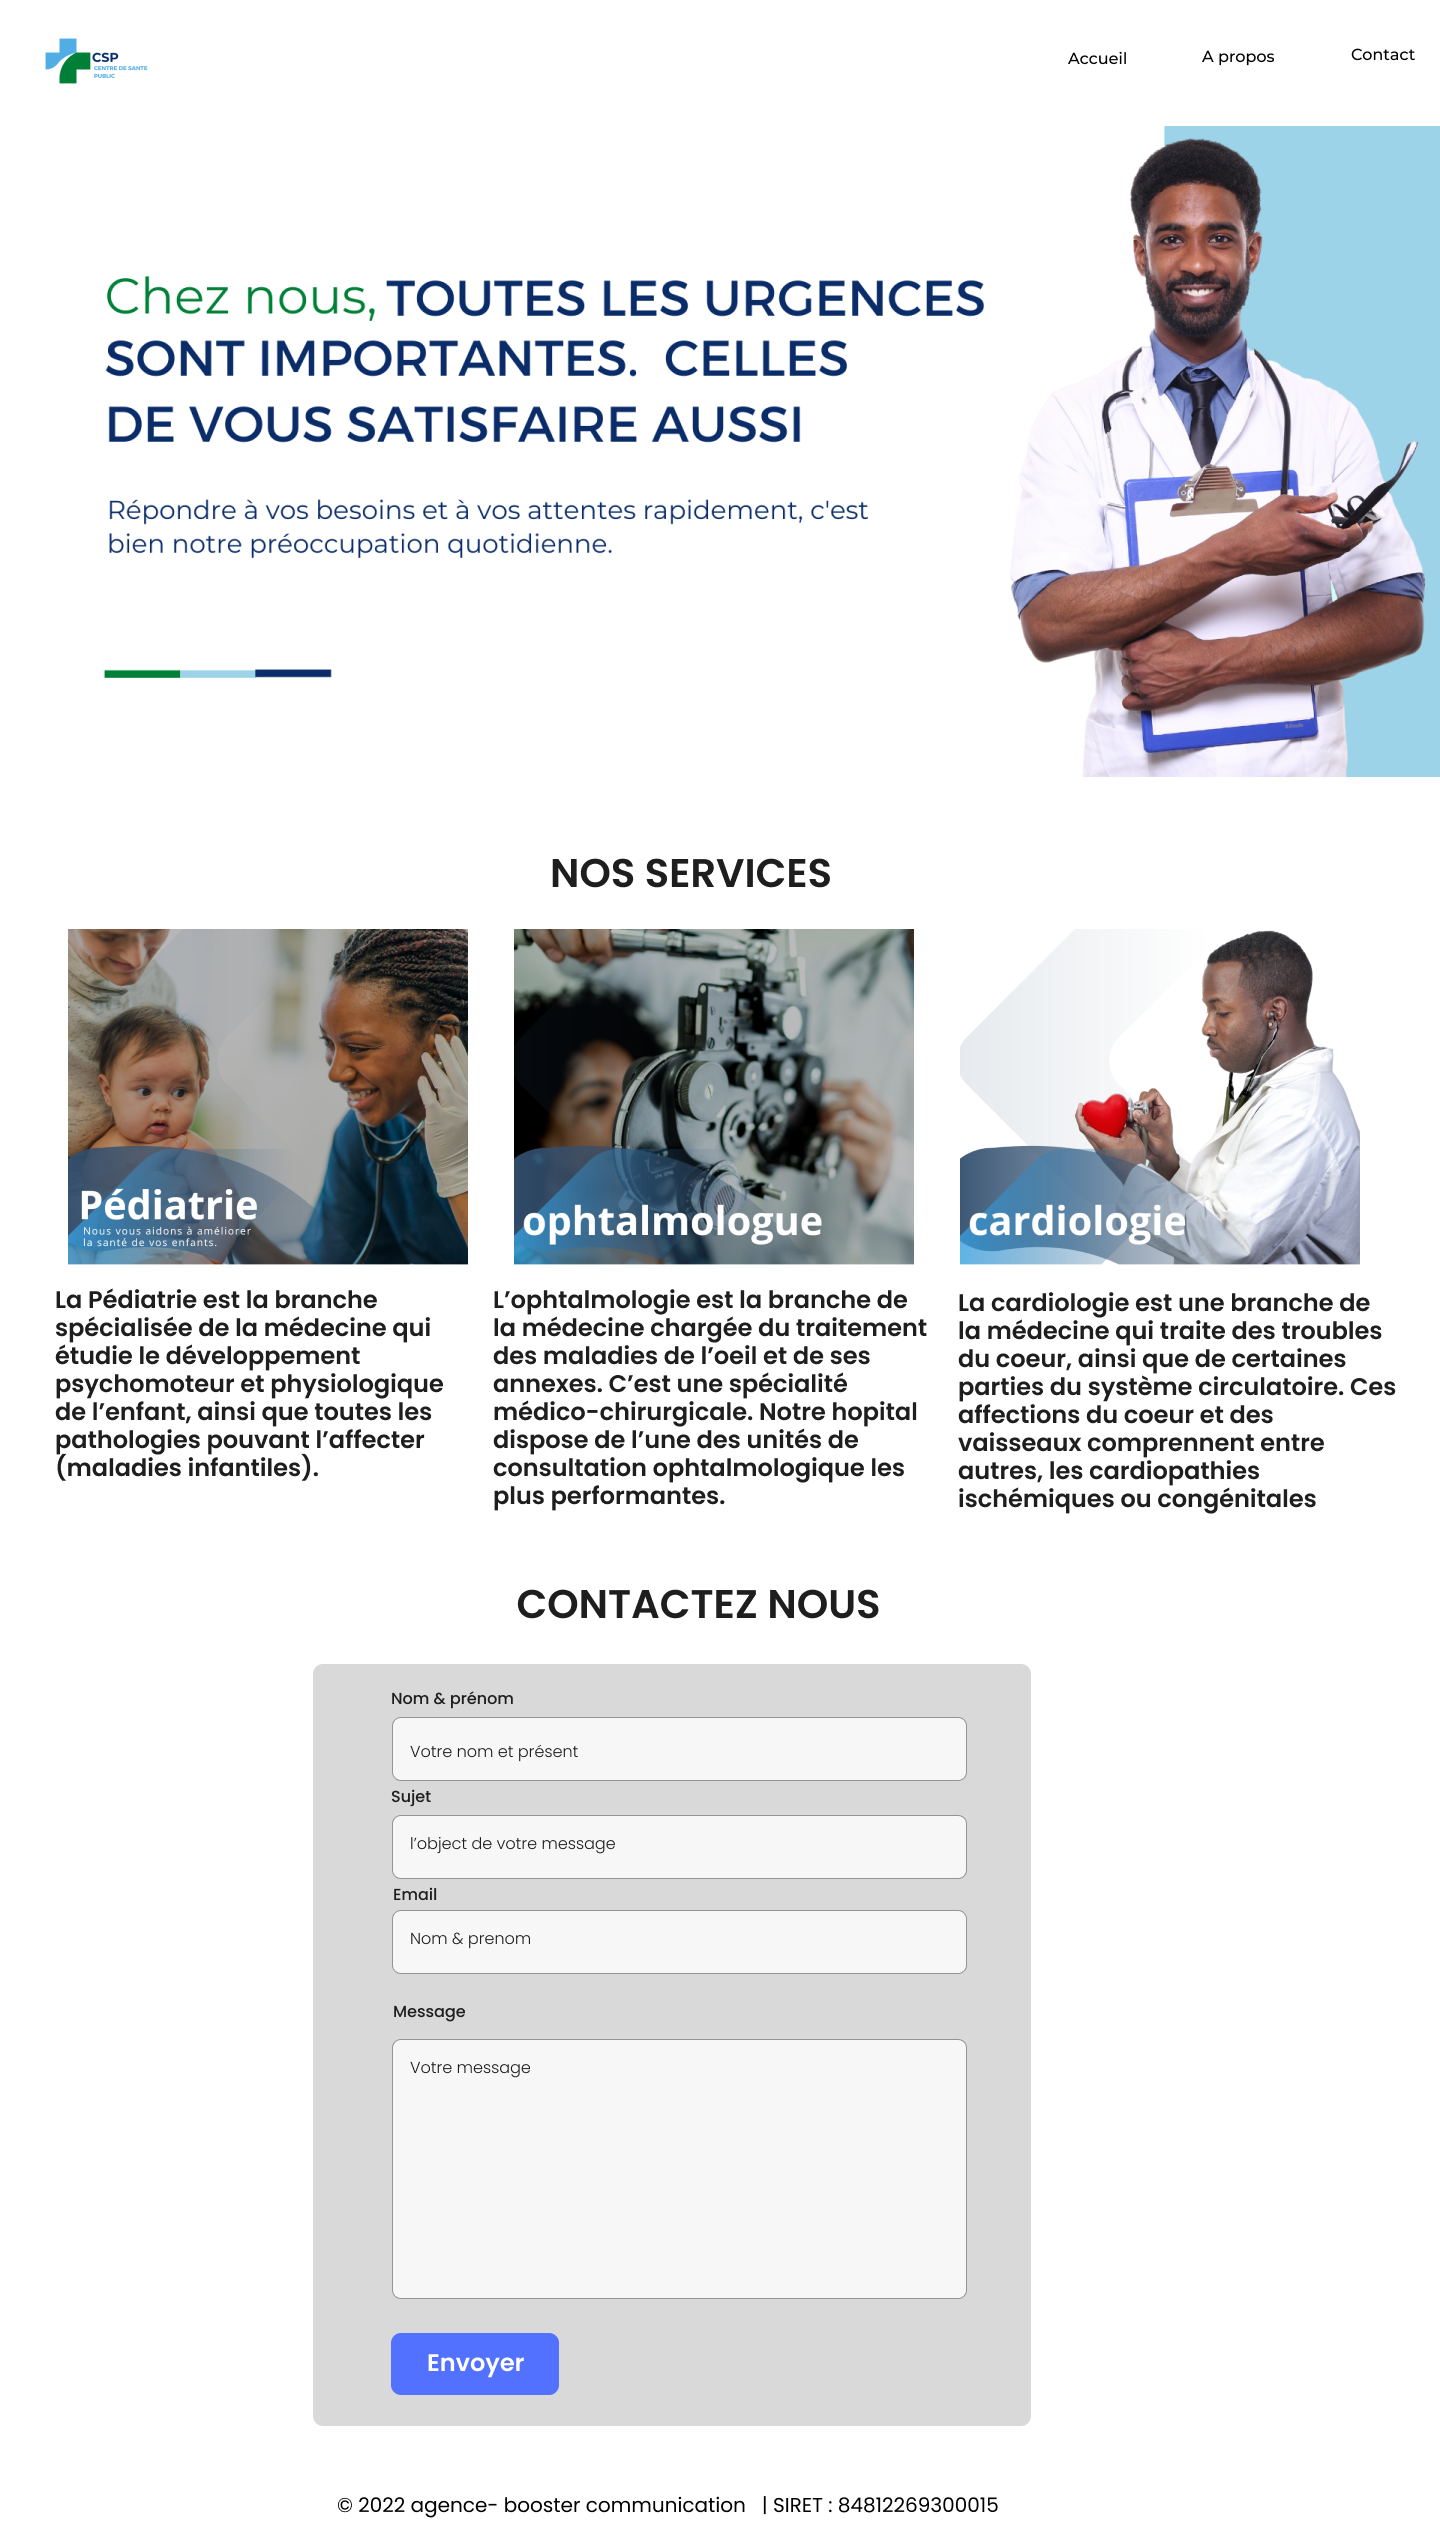 CSP
CENTRE DE SANTE
PUBLIC
Accueil
A propos
Contact
Chez nous, TOUTES LES URGENCES
SONT IMPORTANTES. CELLES
DE VOUS SATISFAIRE AUSSI
Répondre à vos besoins et à vos attentes rapidement, c'est
bien notre préoccupation quotidienne.
NOS SERVICES
Pédiatrie
Nous vous aidons à améliorer
la santé de vos enfants.
ophtalmologue
cardiologie
La Pédiatrie est la branche
spécialisée de la médecine qui
étudie le développement
psychomoteur et physiologique
de l’enfant, ainsi que toutes les
pathologies pouvant l’affecter
(maladies infantiles).
L’ophtalmologie est la branche de
la médecine chargée du traitement
des maladies de l’oeil et de ses
annexes. C’est une spécialité
médico-chirurgicale. Notre hopital
dispose de l’une des unités de
consultation ophtalmologique les
plus performantes.
La cardiologie est une branche de
la médecine qui traite des troubles
du coeur, ainsi que de certaines
parties du système circulatoire. Ces
affections du coeur et des
vaisseaux comprennent entre
autres, les cardiopathies
ischémiques ou congénitales
CONTACTEZ NOUS
Nom & prénom
Votre nom et présent
Sujet
l’object de votre message
Email
Nom & prenom
Message
Votre message
Envoyer
© 2022 agence- booster communication | SIRET : 84812269300015